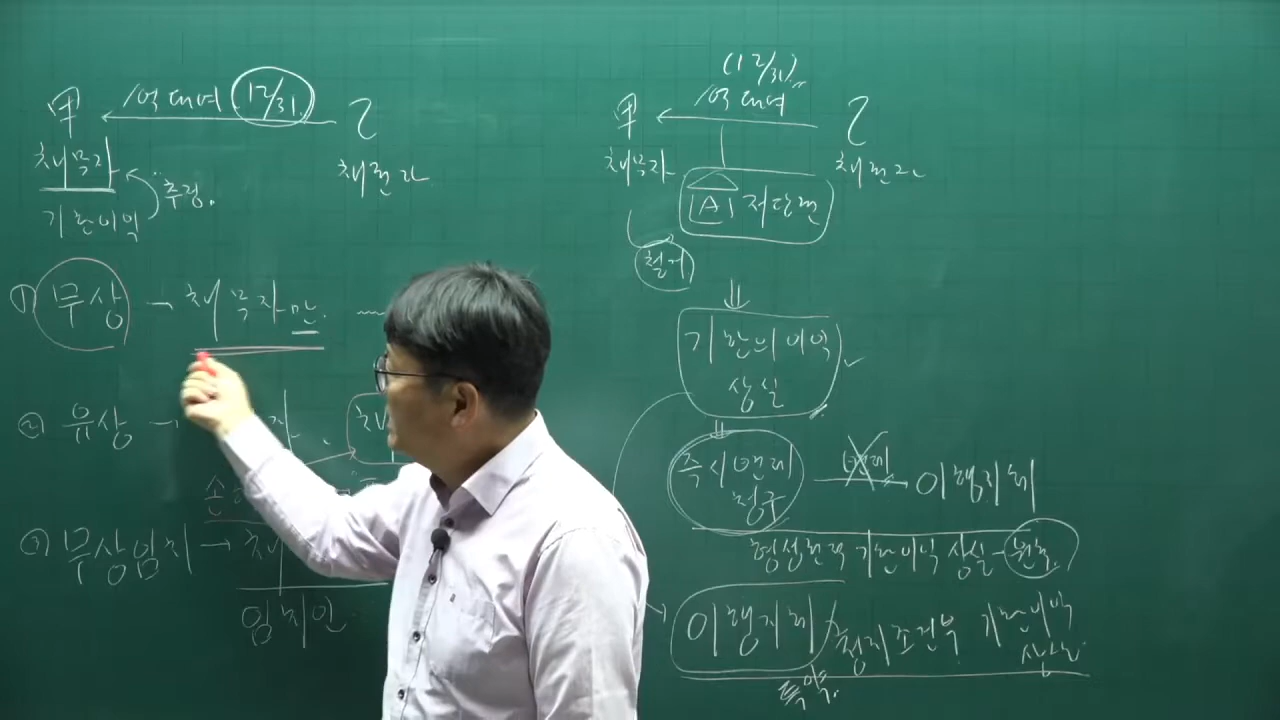 甲 ← 1억 대여 (12/31) 乙
채무자
채권자
기한이익
추정.
① 무상 → 채무자만.
② 유상 →
③ 무상임치 → 채
임치인
(12/31)
甲 ← 1억 대여 乙
채무자
채권자
A 저당권
철거
기한의 이익
상실
즉시 변제
청구
이행지체
형성권적 기한이익 상실 - 원칙
이행지체 / 정지조건부 기한이익
상실
특약.